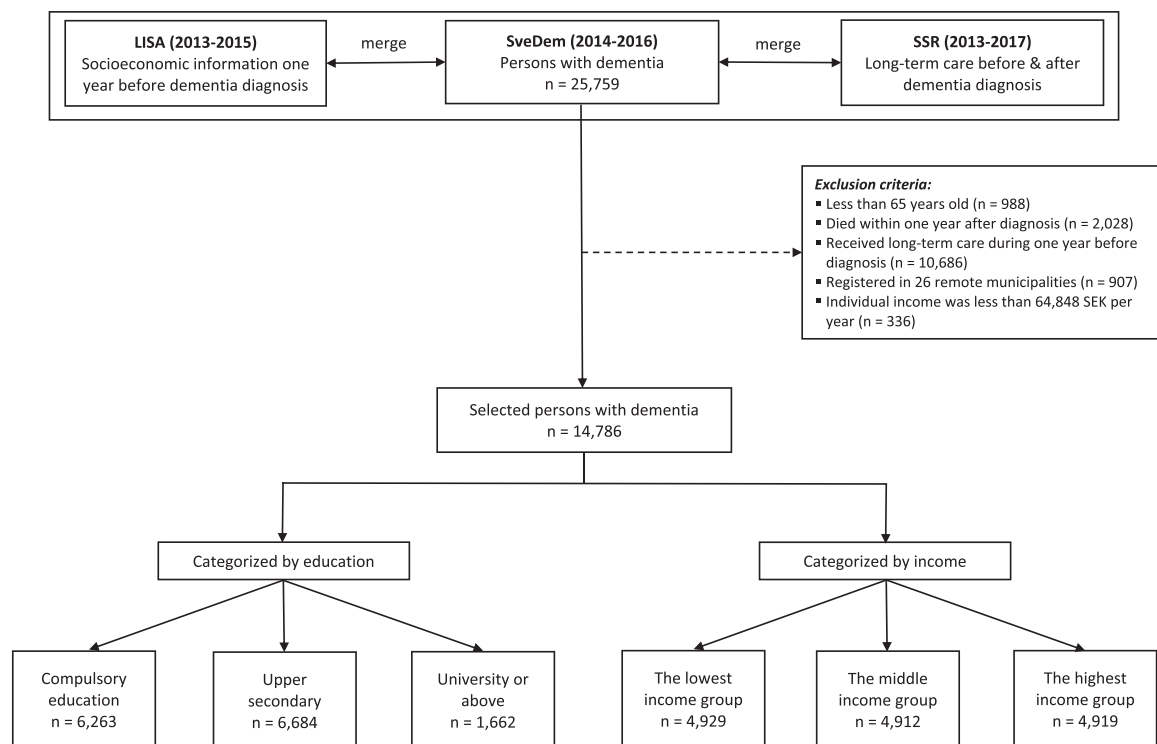 LISA (2013-2015)
Socioeconomic information one
year before dementia diagnosis
merge
SveDem (2014-2016)
Persons with dementia
n = 25,759
merge
SSR (2013-2017)
Long-term care before & after
dementia diagnosis
Exclusion criteria:
▪ Less than 65 years old (n = 988)
▪ Died within one year after diagnosis (n = 2,028)
▪ Received long-term care during one year before
diagnosis (n = 10,686)
▪ Registered in 26 remote municipalities (n = 907)
▪ Individual income was less than 64,848 SEK per
year (n = 336)
Selected persons with dementia
n = 14,786
Categorized by education
Categorized by income
Compulsory
education
n = 6,263
Upper
secondary
n = 6,684
University or
above
n = 1,662
The lowest
income group
n = 4,929
The middle
income group
n = 4,912
The highest
income group
n = 4,919